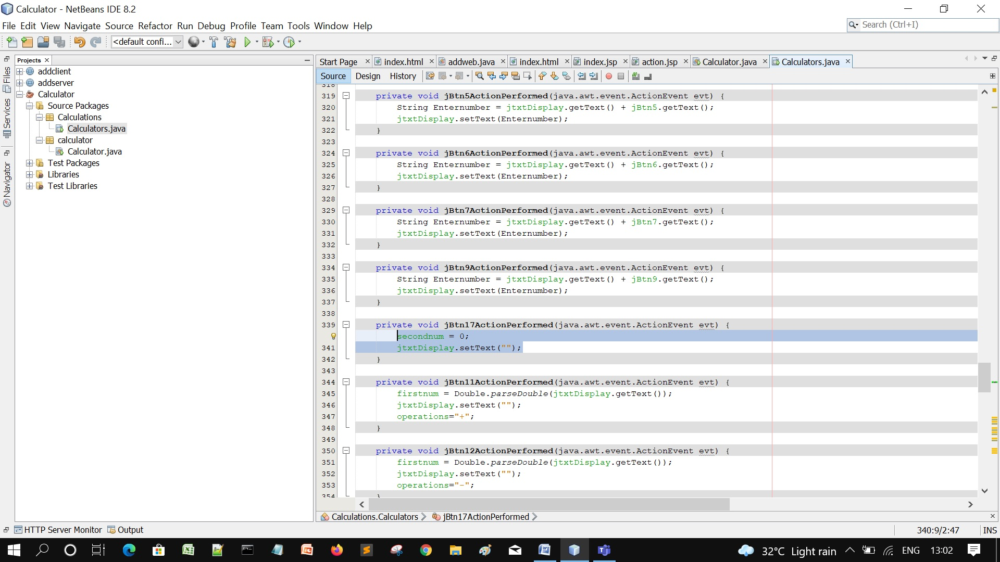 Calculator - NetBeans IDE 8.2
File Edit View Navigate Source Refactor Run Debug Profile Team Tools Window Help
Search (Ctrl+I)
<default confi...
Files
Services
Navigator
Projects
addclient
addserver
Calculator
Source Packages
Calculations
Calculators.java
calculator
Calculator.java
Test Packages
Libraries
Test Libraries
Start Page index.html addweb.java index.html index.jsp action.jsp Calculator.java Calculators.java
Source Design History
318
319 private void jBtn5ActionPerformed(java.awt.event.ActionEvent evt) {
320 String Enternumber = jtxtDisplay.getText() + jBtn5.getText();
321 jtxtDisplay.setText(Enternumber);
322 }
323
324 private void jBtn6ActionPerformed(java.awt.event.ActionEvent evt) {
325 String Enternumber = jtxtDisplay.getText() + jBtn6.getText();
326 jtxtDisplay.setText(Enternumber);
327 }
328
329 private void jBtn7ActionPerformed(java.awt.event.ActionEvent evt) {
330 String Enternumber = jtxtDisplay.getText() + jBtn7.getText();
331 jtxtDisplay.setText(Enternumber);
332 }
333
334 private void jBtn9ActionPerformed(java.awt.event.ActionEvent evt) {
335 String Enternumber = jtxtDisplay.getText() + jBtn9.getText();
336 jtxtDisplay.setText(Enternumber);
337 }
338
339 private void jBtn17ActionPerformed(java.awt.event.ActionEvent evt) {
secondnum = 0;
341 jtxtDisplay.setText("");
342 }
343
344 private void jBtn11ActionPerformed(java.awt.event.ActionEvent evt) {
345 firstnum = Double.parseDouble(jtxtDisplay.getText());
346 jtxtDisplay.setText("");
347 operations="+";
348 }
349
350 private void jBtn12ActionPerformed(java.awt.event.ActionEvent evt) {
351 firstnum = Double.parseDouble(jtxtDisplay.getText());
352 jtxtDisplay.setText("");
353 operations="-";
354 }
Calculations.Calculators jBtn17ActionPerformed
HTTP Server Monitor Output
340:9/2:47 INS
32°C Light rain ENG 13:02